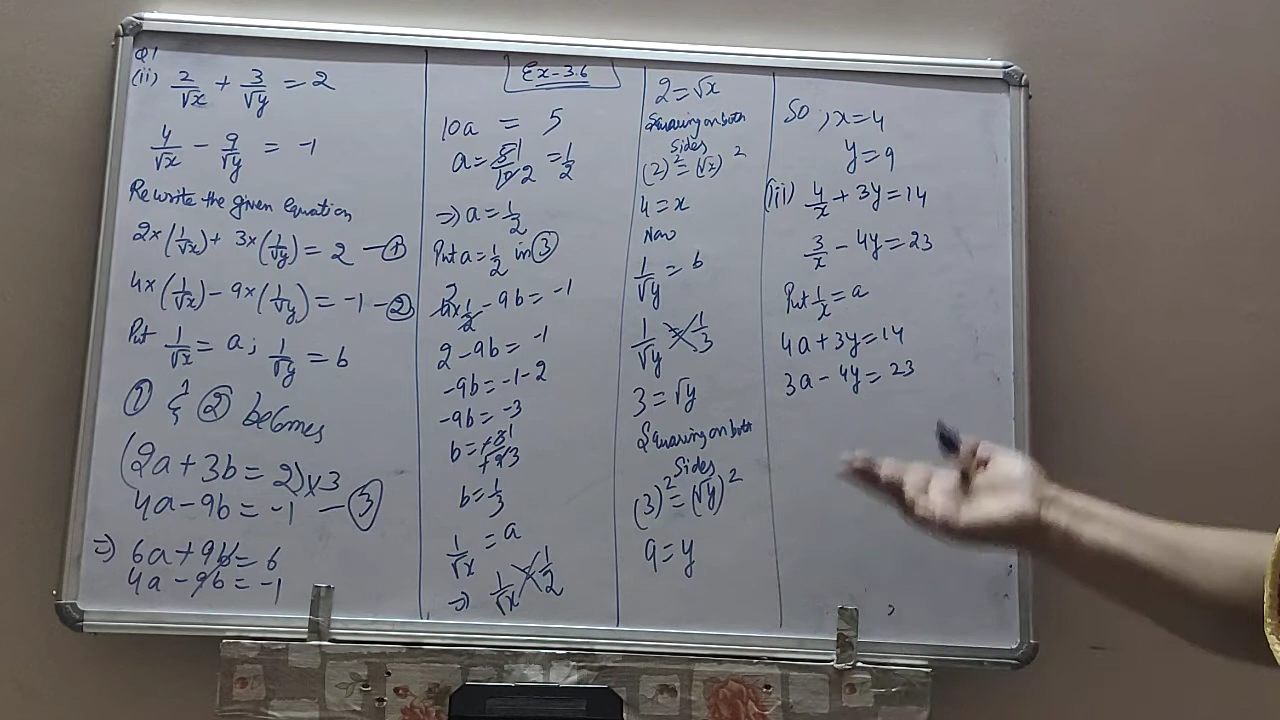 Q1
(ii) 2/√x + 3/√y = 2
4/√x - 9/√y = -1
Rewrite the given equation
2×(1/√x) + 3×(1/√y) = 2 —①
4×(1/√x) - 9×(1/√y) = -1 —②
Put 1/√x = a ; 1/√y = b
① & ② becomes
(2a + 3b = 2)×3
4a - 9b = -1 —③
⇒ 6a + 9b = 6
4a - 9b = -1
Ex-3.6
10a = 5
a = 5 1/10 2 = 1/2
⇒ a = 1/2
Put a = 1/2 in ③
2 4×1/2 - 9b = -1
2 - 9b = -1
-9b = -1-2
-9b = -3
b = +3 1/+9 3
b = 1/3
1/√x = a
⇒ 1/√x = 1/2
2 = √x
Squaring on both
sides
(2)² = (√x)²
4 = x
Now
1/√y = b
1/√y = 1/3
3 = √y
Squaring on both
Sides
(3)² = (√y)²
9 = y
So, x = 4
y = 9
(iii) 4/x + 3y = 14
3/x - 4y = 23
Put 1/x = a
4a + 3y = 14
3a - 4y = 23